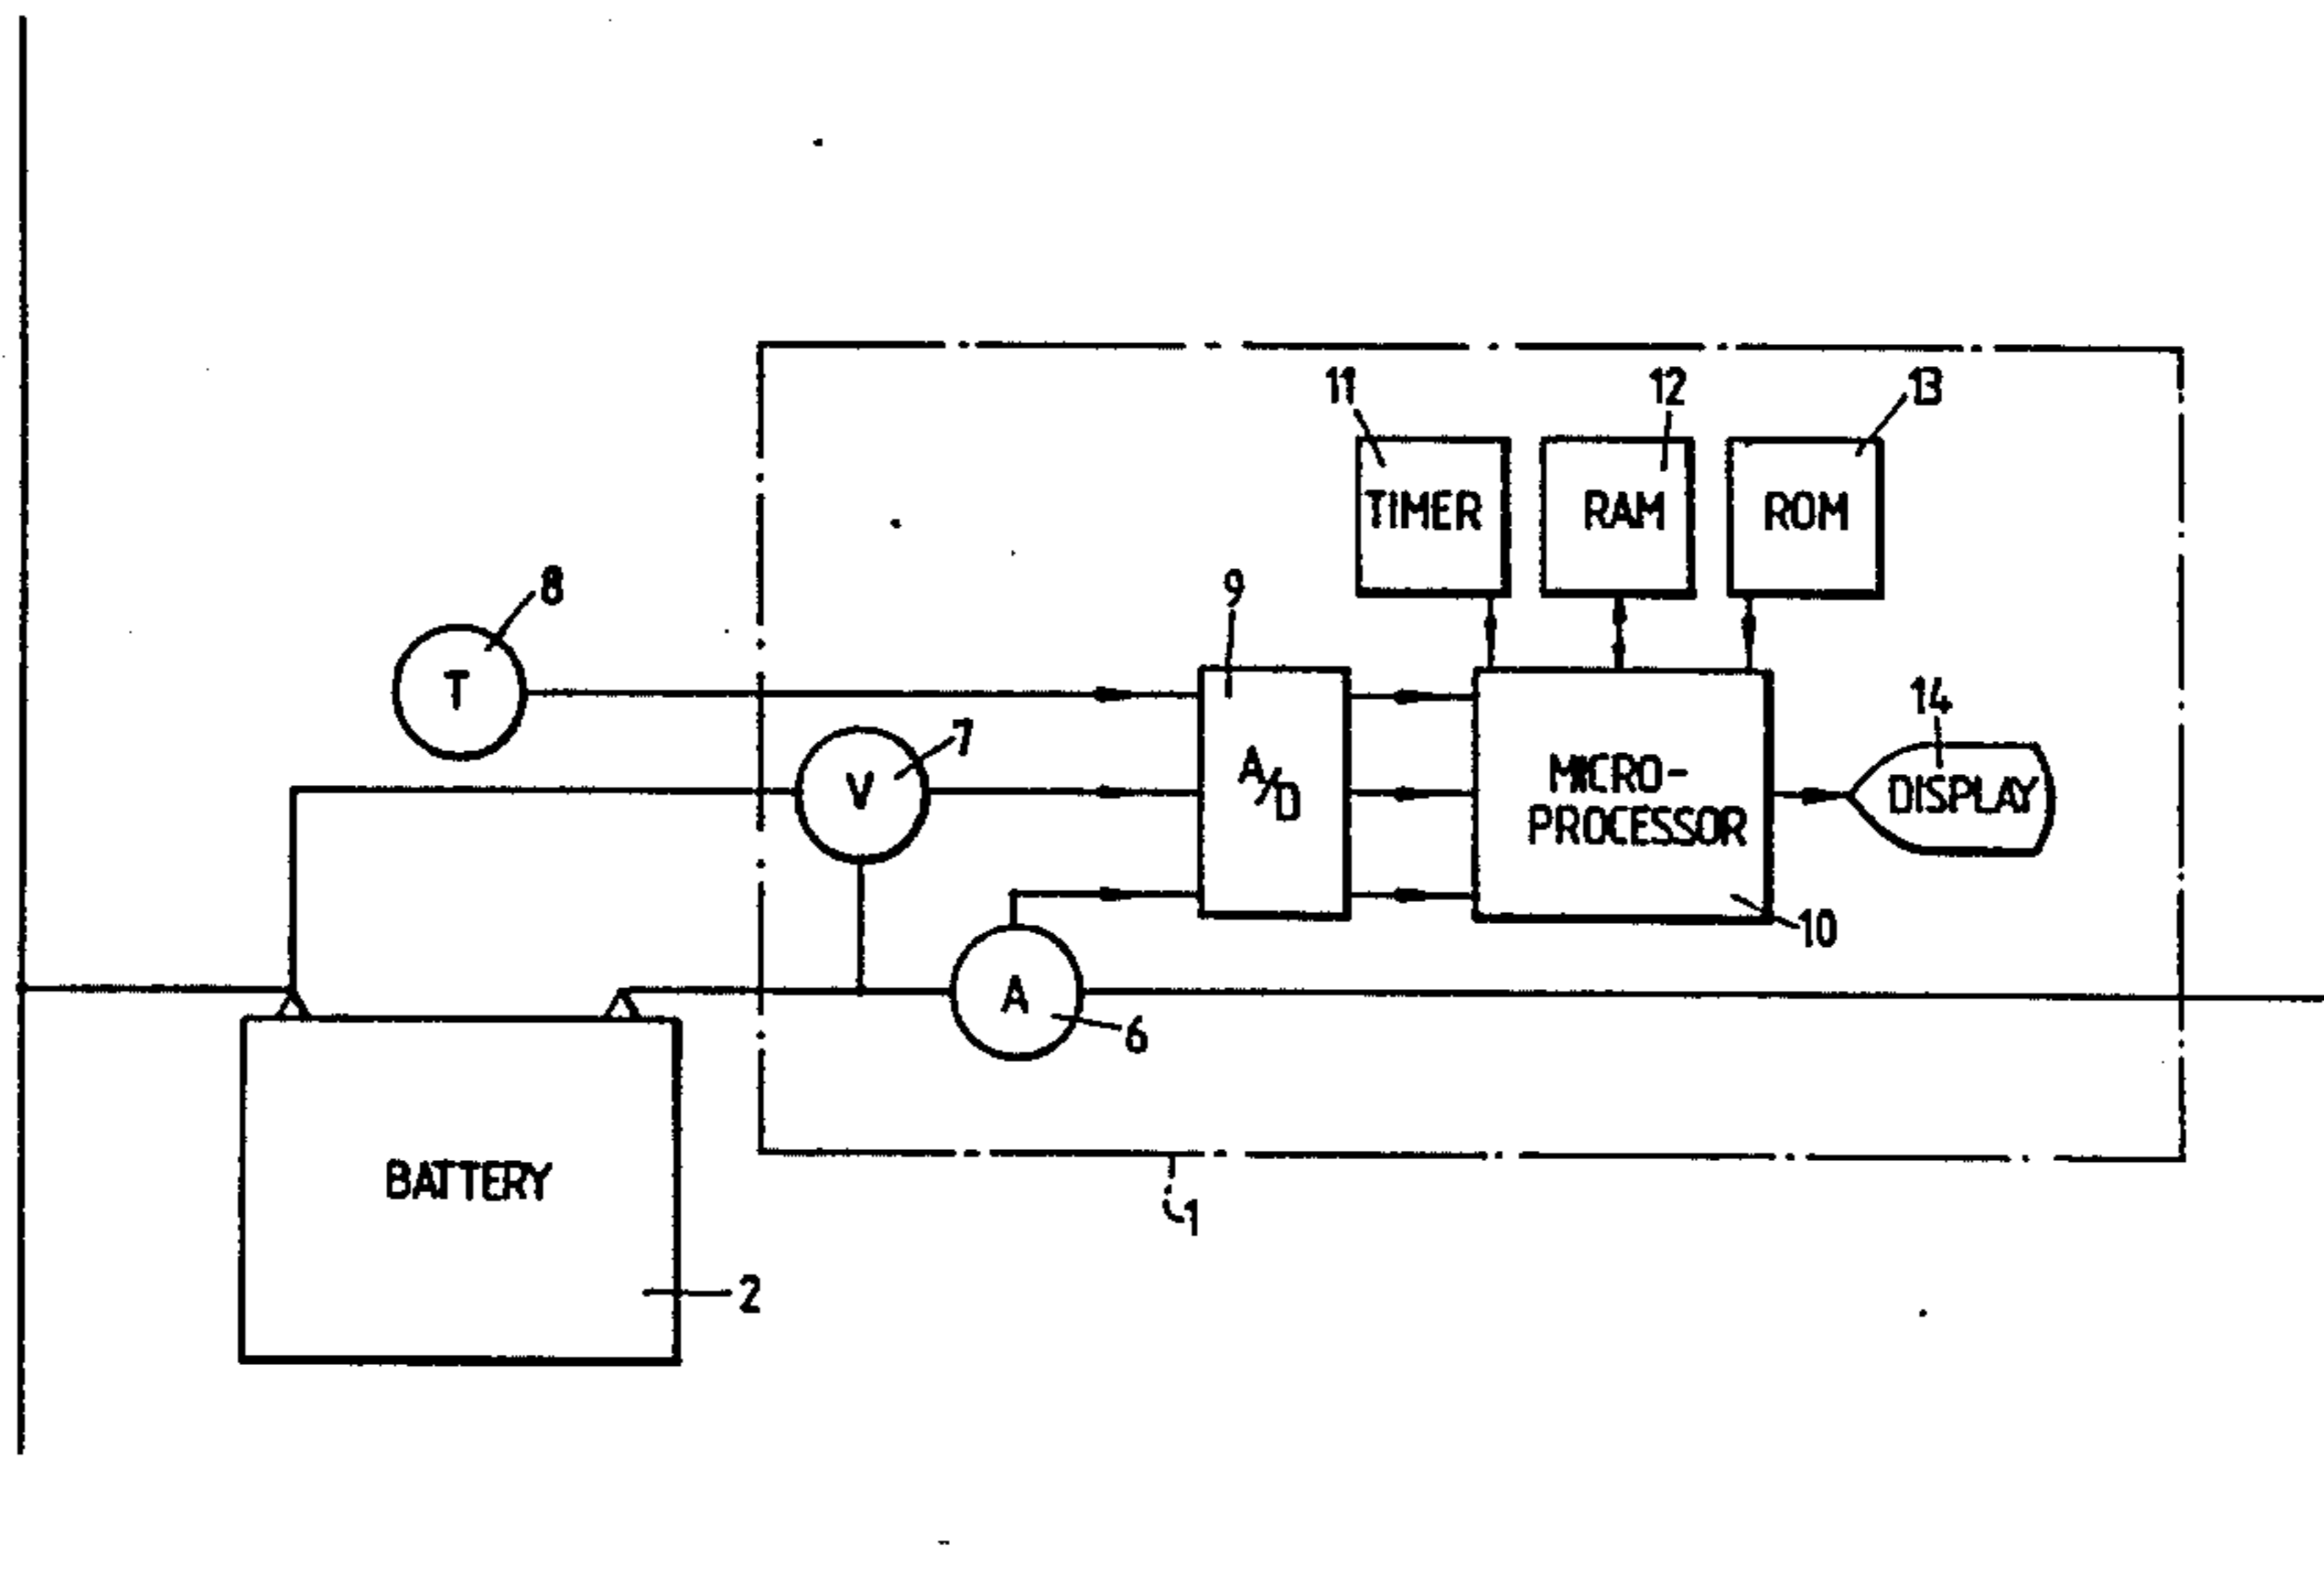 11
12
13
TIMER
RAM
ROM
8
9
T
7
14
V
A/D
MICRO-
PROCESSOR
DISPLAY
10
A
6
BATTERY
1
2